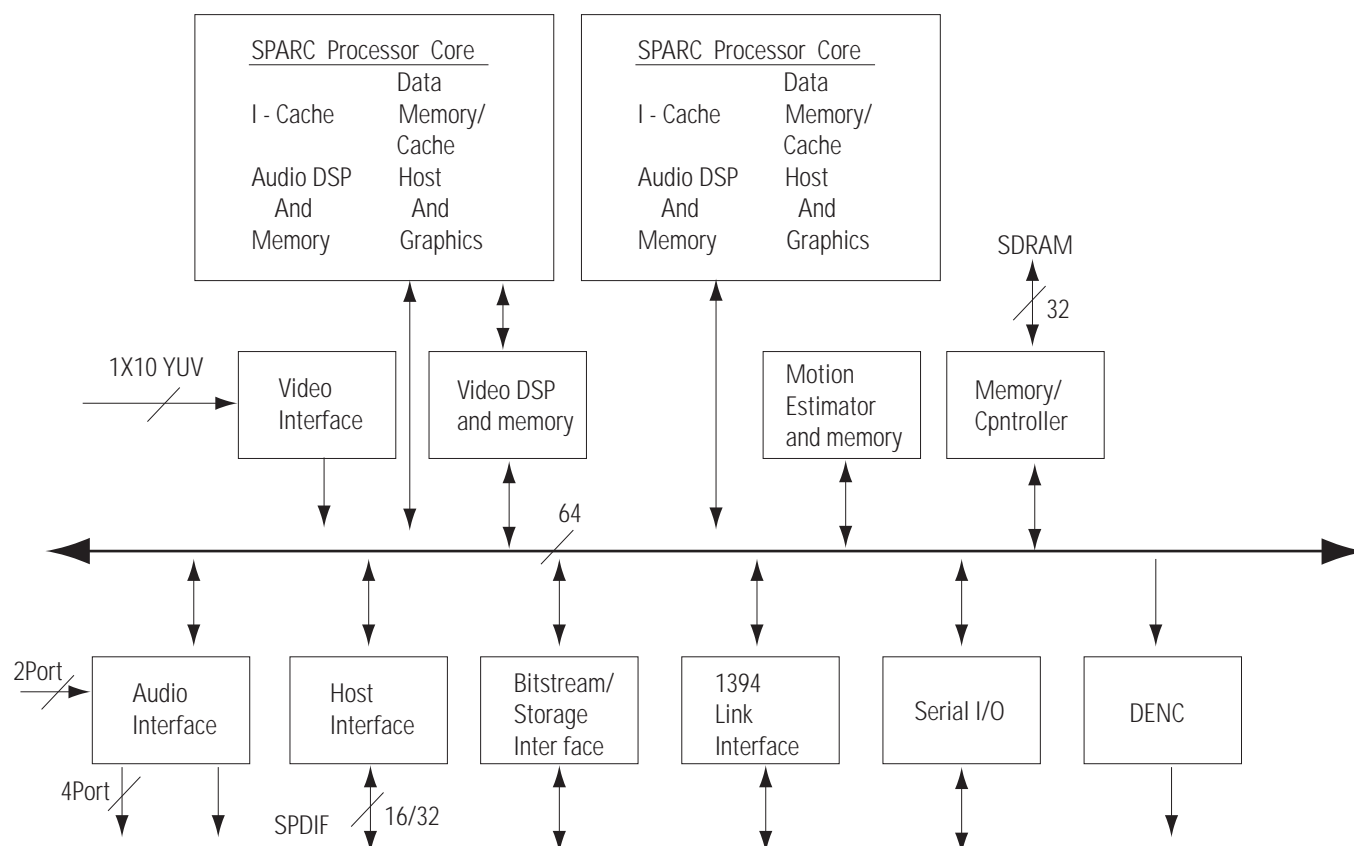 SPARC Processor Core
Data
I - Cache Memory/
Cache
Audio DSP Host
And And
Memory Graphics
SPARC Processor Core
Data
I - Cache Memory/
Cache
Audio DSP Host
And And
Memory Graphics
SDRAM
32
1X10 YUV
Video
Interface
Video DSP
and memory
Motion
Estimator
and memory
Memory/
Cpntroller
64
2Port
Audio
Interface
Host
Interface
Bitstream/
Storage
Inter face
1394
Link
Interface
Serial I/O
DENC
4Port
SPDIF
16/32